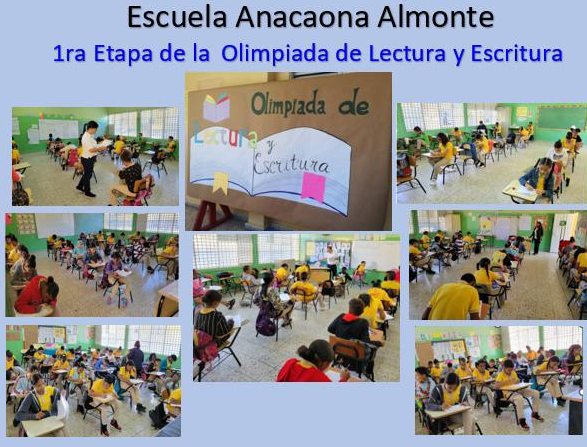 Escuela Anacaona Almonte
1ra Etapa de la Olimpiada de Lectura y Escritura
Olimpiada de
Lectura
y
Escritura